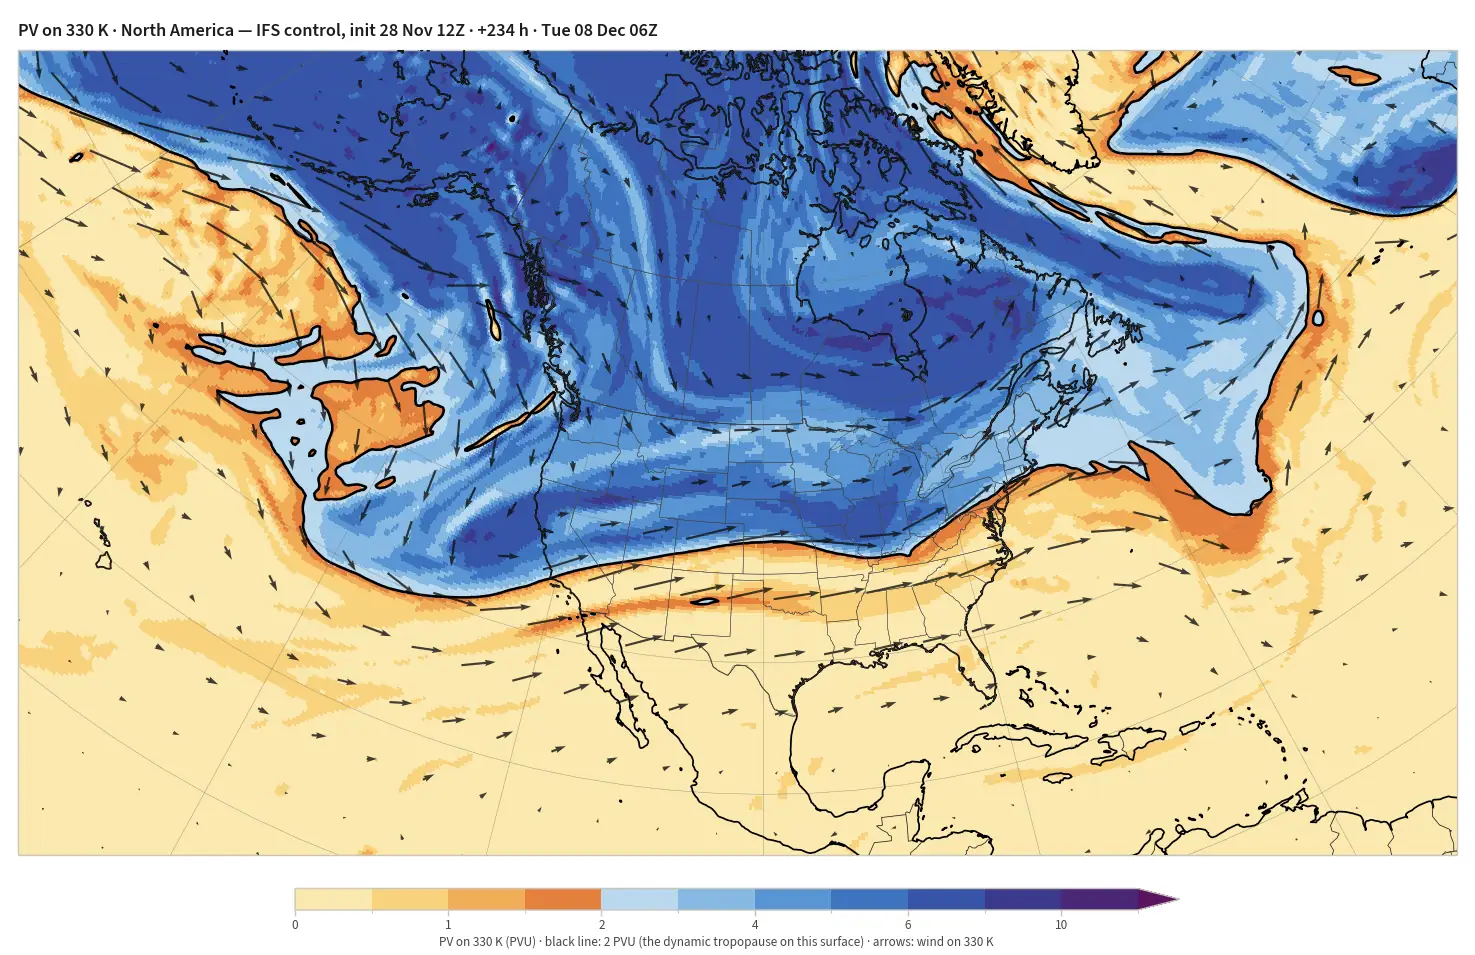 PV on 330 K · North America — IFS control, init 28 Nov 12Z · +234 h · Tue 08 Dec 06Z
0 1 2 4 6 10
PV on 330 K (PVU) · black line: 2 PVU (the dynamic tropopause on this surface) · arrows: wind on 330 K